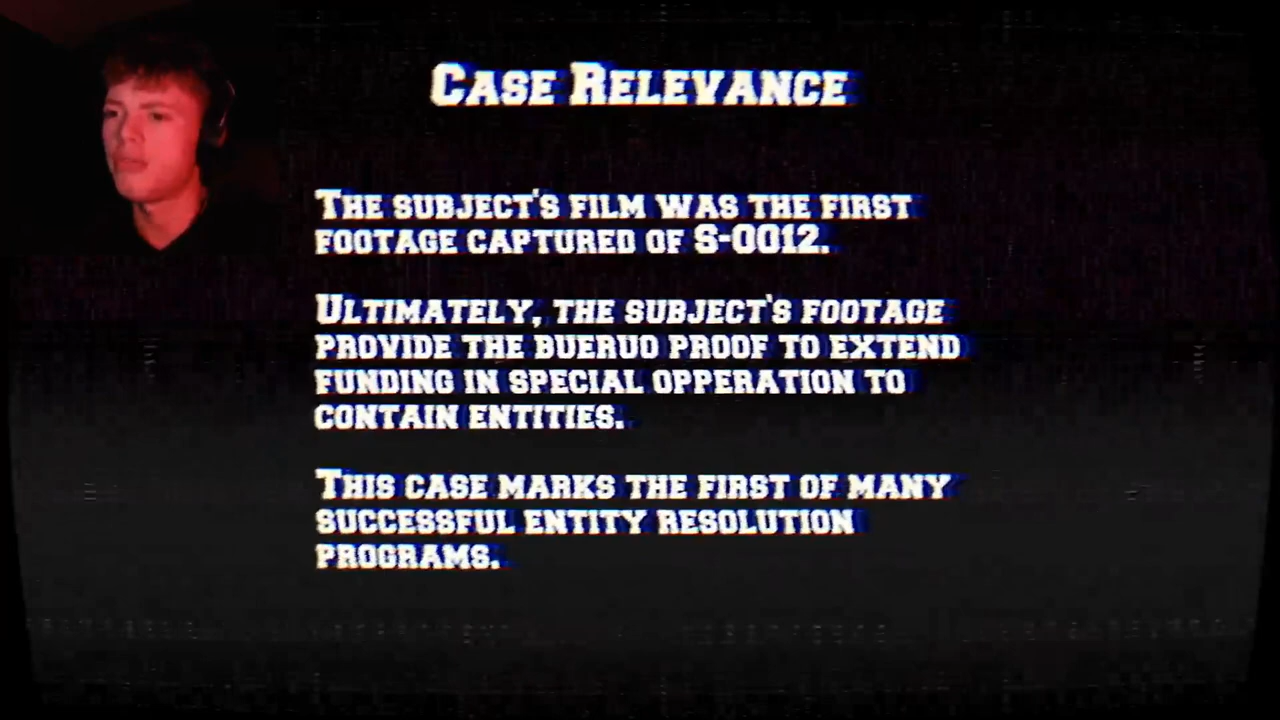 Case Relevance
The subject's film was the first
footage captured of S-0012.
Ultimately, the subject's footage
provide the Bueruo proof to extend
funding in special opperation to
contain entities.
This case marks the first of many
successful entity resolution
programs.